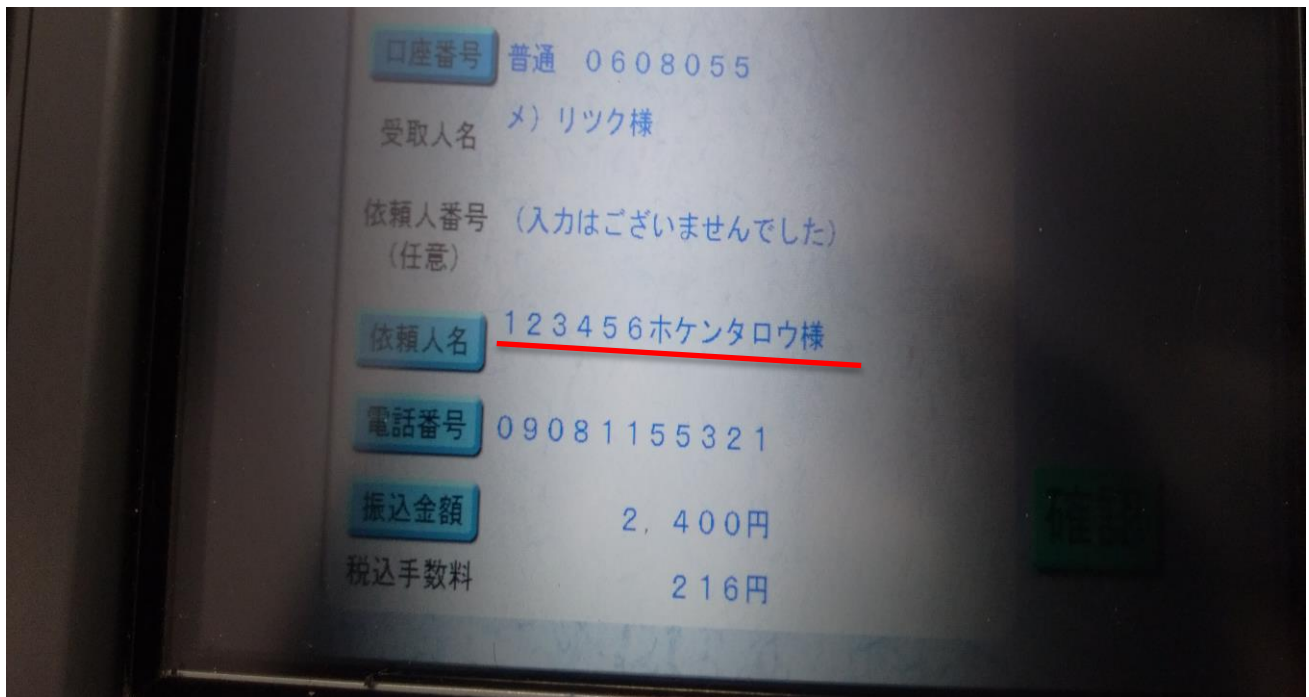 口座番号 普通 0608055
受取人名 メ）リツク様
依頼人番号 （入力はございませんでした）
（任意）
依頼人名 123456ホケンタロウ様
電話番号 09081155321
振込金額 2，400円
税込手数料 216円
確認